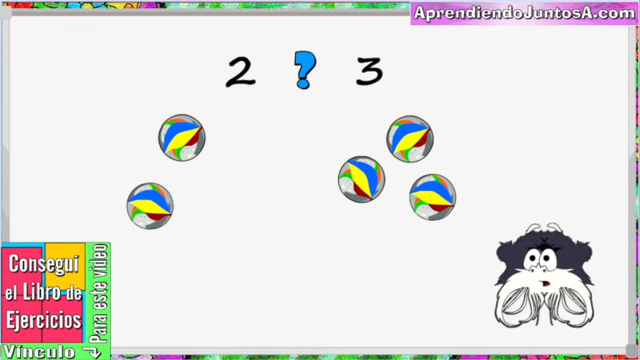 AprendiendoJuntosA.com
2 ? 3
Conseguí
el Libro de
Ejercicios
Vínculo
Para este video